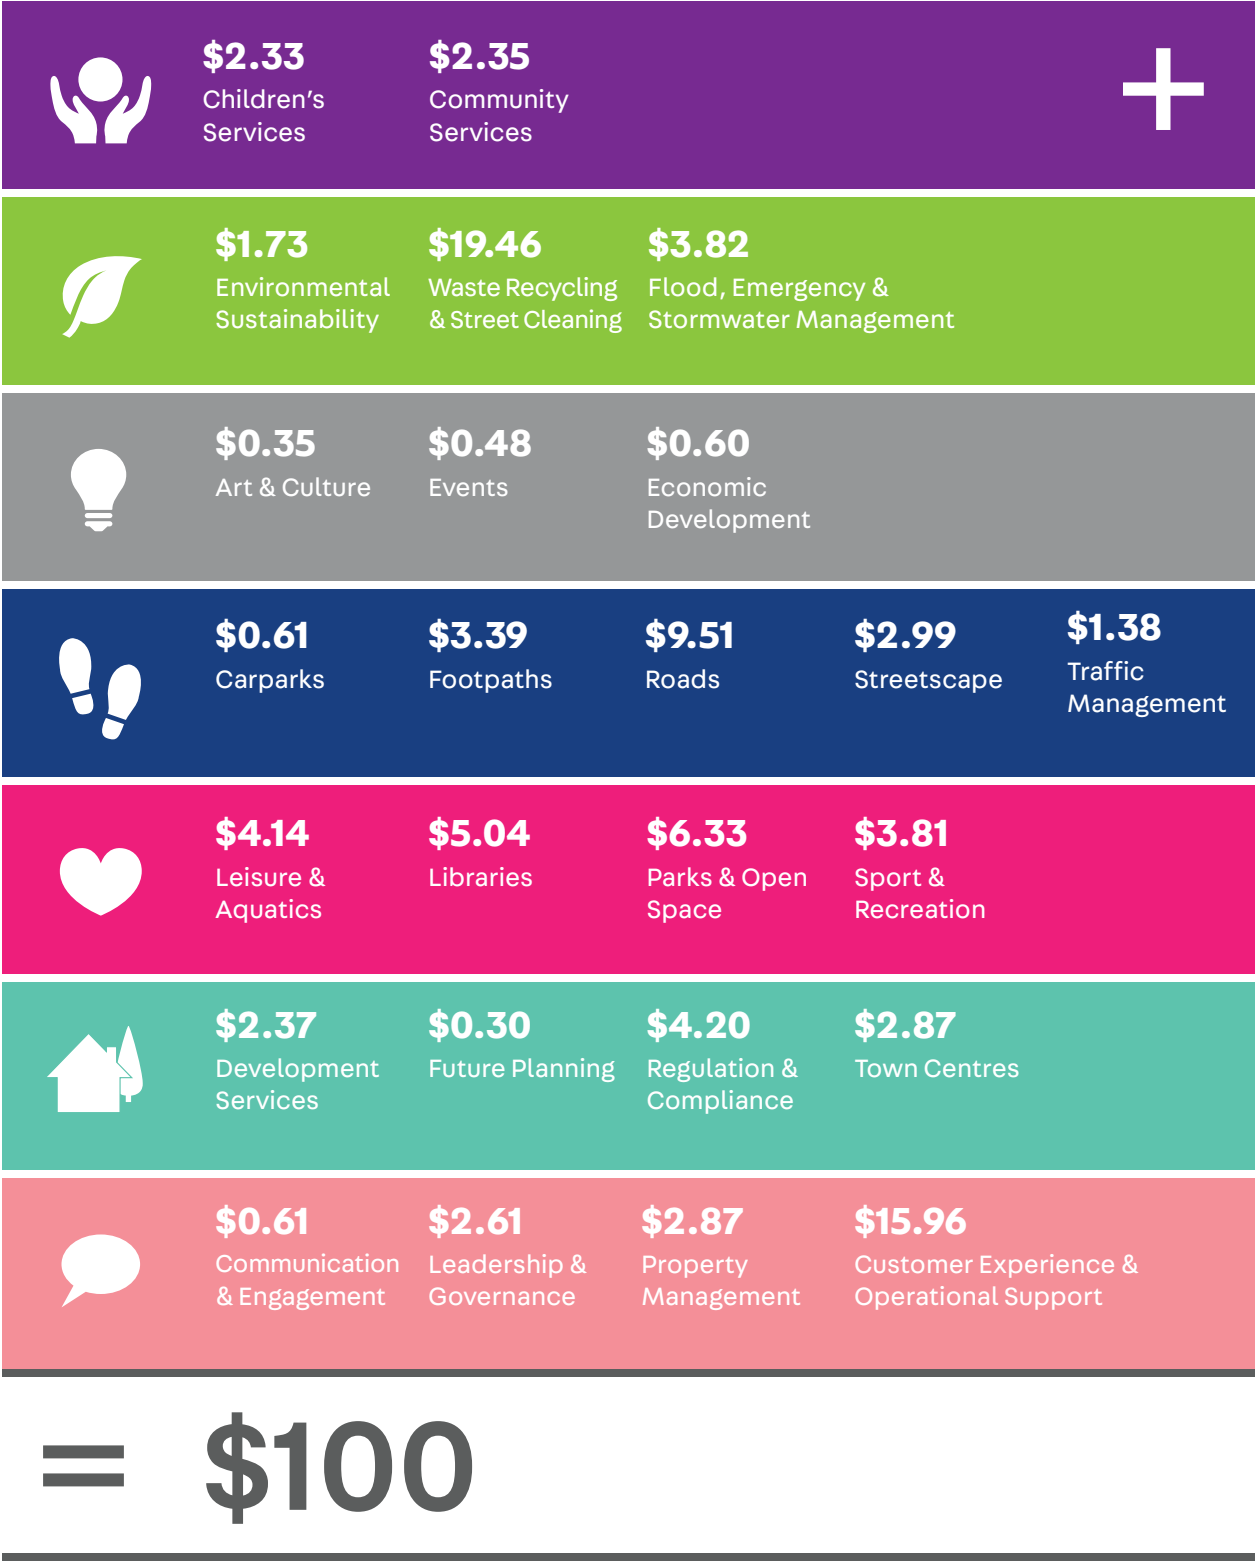 $2.33
Children's
Services
$2.35
Community
Services
+
$1.73
Environmental
Sustainability
$19.46
Waste Recycling
& Street Cleaning
$3.82
Flood, Emergency &
Stormwater Management
$0.35
Art & Culture
$0.48
Events
$0.60
Economic
Development
$0.61
Carparks
$3.39
Footpaths
$9.51
Roads
$2.99
Streetscape
$1.38
Traffic
Management
$4.14
Leisure &
Aquatics
$5.04
Libraries
$6.33
Parks & Open
Space
$3.81
Sport &
Recreation
$2.37
Development
Services
$0.30
Future Planning
$4.20
Regulation &
Compliance
$2.87
Town Centres
$0.61
Communication
& Engagement
$2.61
Leadership &
Governance
$2.87
Property
Management
$15.96
Customer Experience &
Operational Support
= $100